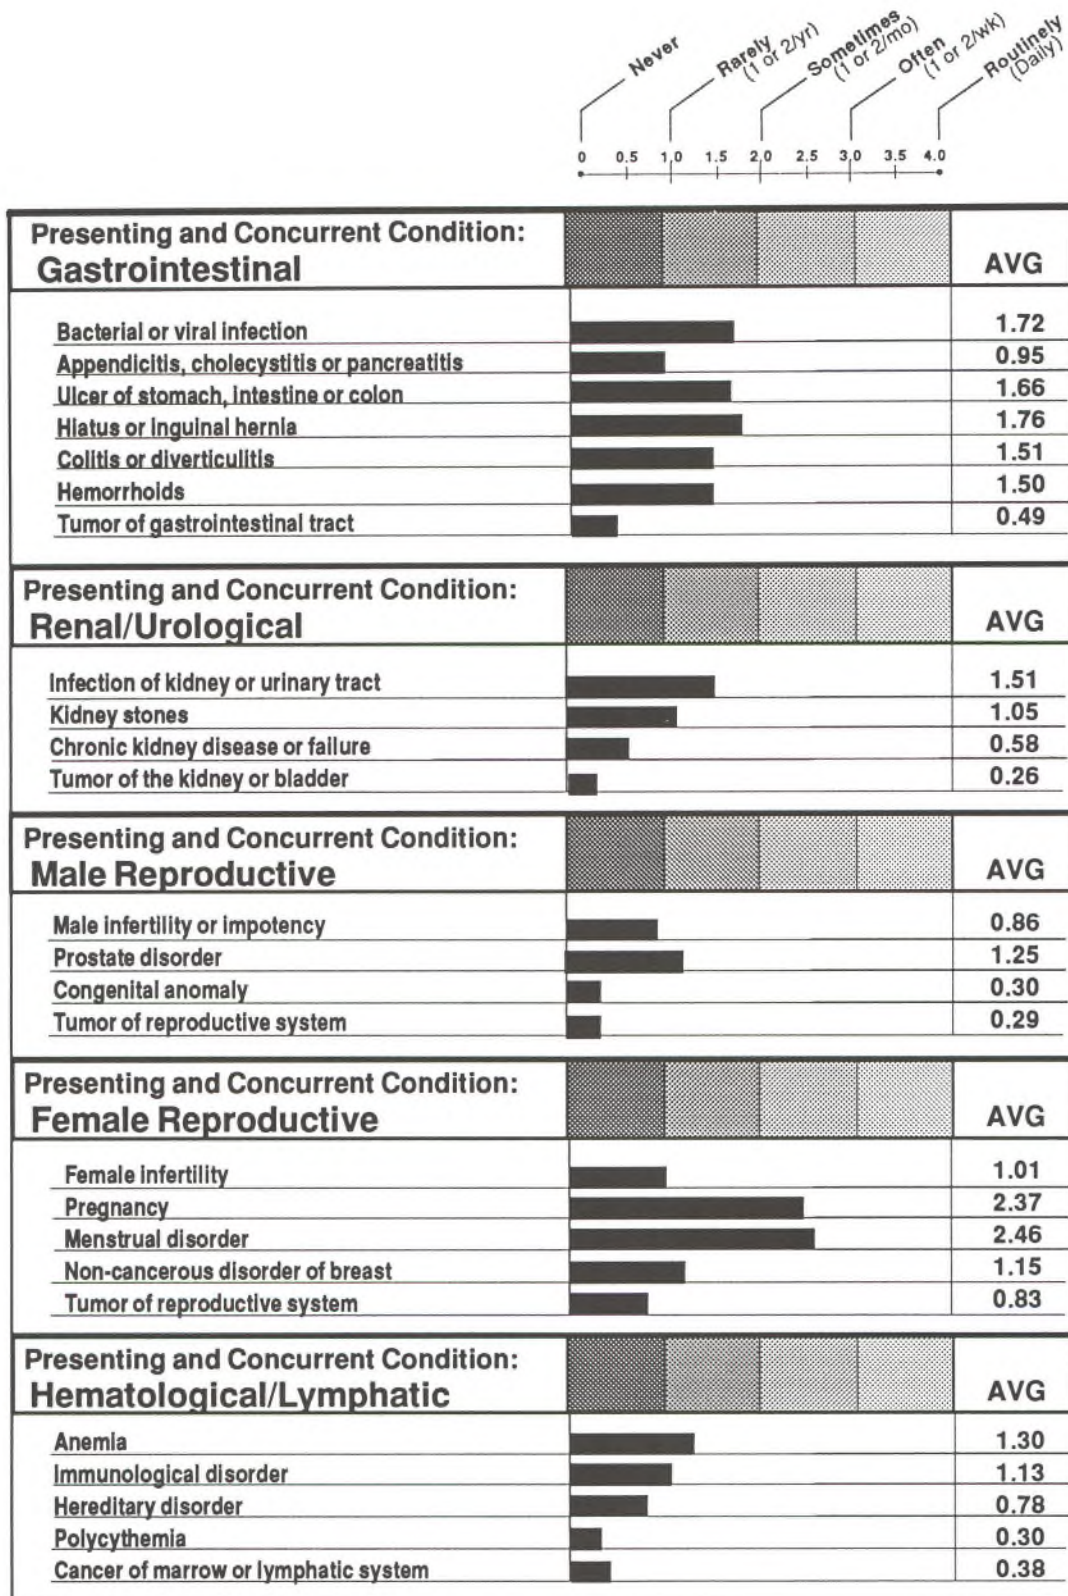 Never
Rarely
(1 or 2/yr)
Sometimes
(1 or 2/mo)
Often
(1 or 2/wk)
Routinely
(Daily)
0 0.5 1.0 1.5 2.0 2.5 3.0 3.5 4.0
Presenting and Concurrent Condition:
Gastrointestinal AVG
Bacterial or viral infection 1.72
Appendicitis, cholecystitis or pancreatitis 0.95
Ulcer of stomach, intestine or colon 1.66
Hiatus or inguinal hernia 1.76
Colitis or diverticulitis 1.51
Hemorrhoids 1.50
Tumor of gastrointestinal tract 0.49
Presenting and Concurrent Condition:
Renal/Urological AVG
Infection of kidney or urinary tract 1.51
Kidney stones 1.05
Chronic kidney disease or failure 0.58
Tumor of the kidney or bladder 0.26
Presenting and Concurrent Condition:
Male Reproductive AVG
Male infertility or impotency 0.86
Prostate disorder 1.25
Congenital anomaly 0.30
Tumor of reproductive system 0.29
Presenting and Concurrent Condition:
Female Reproductive AVG
Female infertility 1.01
Pregnancy 2.37
Menstrual disorder 2.46
Non-cancerous disorder of breast 1.15
Tumor of reproductive system 0.83
Presenting and Concurrent Condition:
Hematological/Lymphatic AVG
Anemia 1.30
Immunological disorder 1.13
Hereditary disorder 0.78
Polycythemia 0.30
Cancer of marrow or lymphatic system 0.38